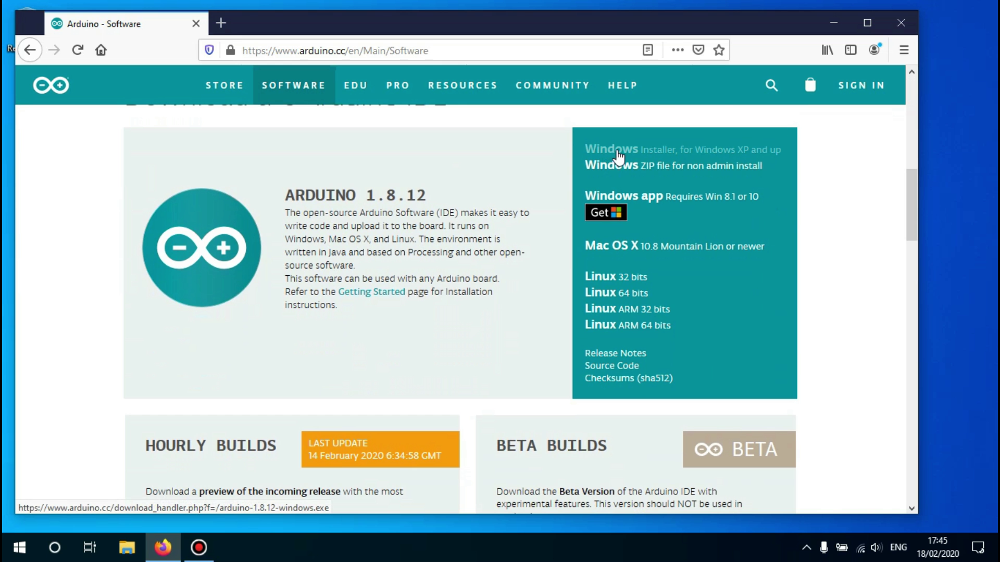 Arduino - Software
https://www.arduino.cc/en/Main/Software
STORE SOFTWARE EDU PRO RESOURCES COMMUNITY HELP SIGN IN
Windows Installer, for Windows XP and up
Windows ZIP file for non admin install
Windows app Requires Win 8.1 or 10
Get
Mac OS X 10.8 Mountain Lion or newer
Linux 32 bits
Linux 64 bits
Linux ARM 32 bits
Linux ARM 64 bits
Release Notes
Source Code
Checksums (sha512)
ARDUINO 1.8.12
The open-source Arduino Software (IDE) makes it easy to
write code and upload it to the board. It runs on
Windows, Mac OS X, and Linux. The environment is
written in Java and based on Processing and other open-
source software.
This software can be used with any Arduino board.
Refer to the Getting Started page for Installation
instructions.
HOURLY BUILDS
LAST UPDATE
14 February 2020 6:34:58 GMT
Download a preview of the incoming release with the most
BETA BUILDS
BETA
Download the Beta Version of the Arduino IDE with
experimental features. This version should NOT be used in
https://www.arduino.cc/download_handler.php?f=/arduino-1.8.12-windows.exe
ENG
17:45
18/02/2020